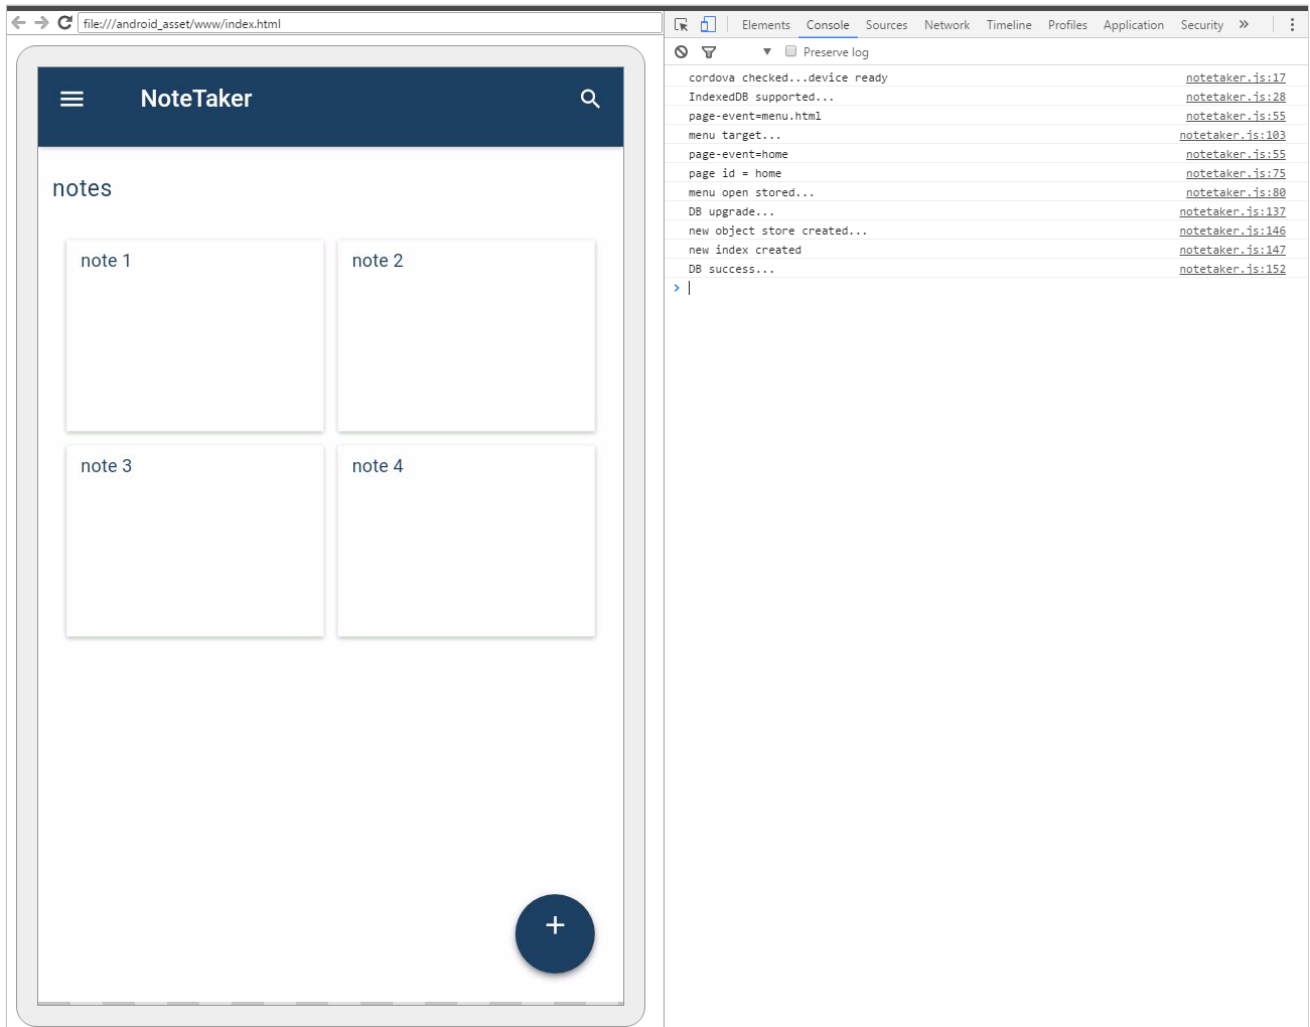 file:///android_asset/www/index.html
Elements Console Sources Network Timeline Profiles Application Security »
Preserve log
NoteTaker
notes
note 1
note 2
note 3
note 4
+
cordova checked...device ready notetaker.js:17
IndexedDB supported... notetaker.js:28
page-event=menu.html notetaker.js:55
menu target... notetaker.js:103
page-event=home notetaker.js:55
page id = home notetaker.js:75
menu open stored... notetaker.js:80
DB upgrade... notetaker.js:137
new object store created... notetaker.js:146
new index created notetaker.js:147
DB success... notetaker.js:152
>